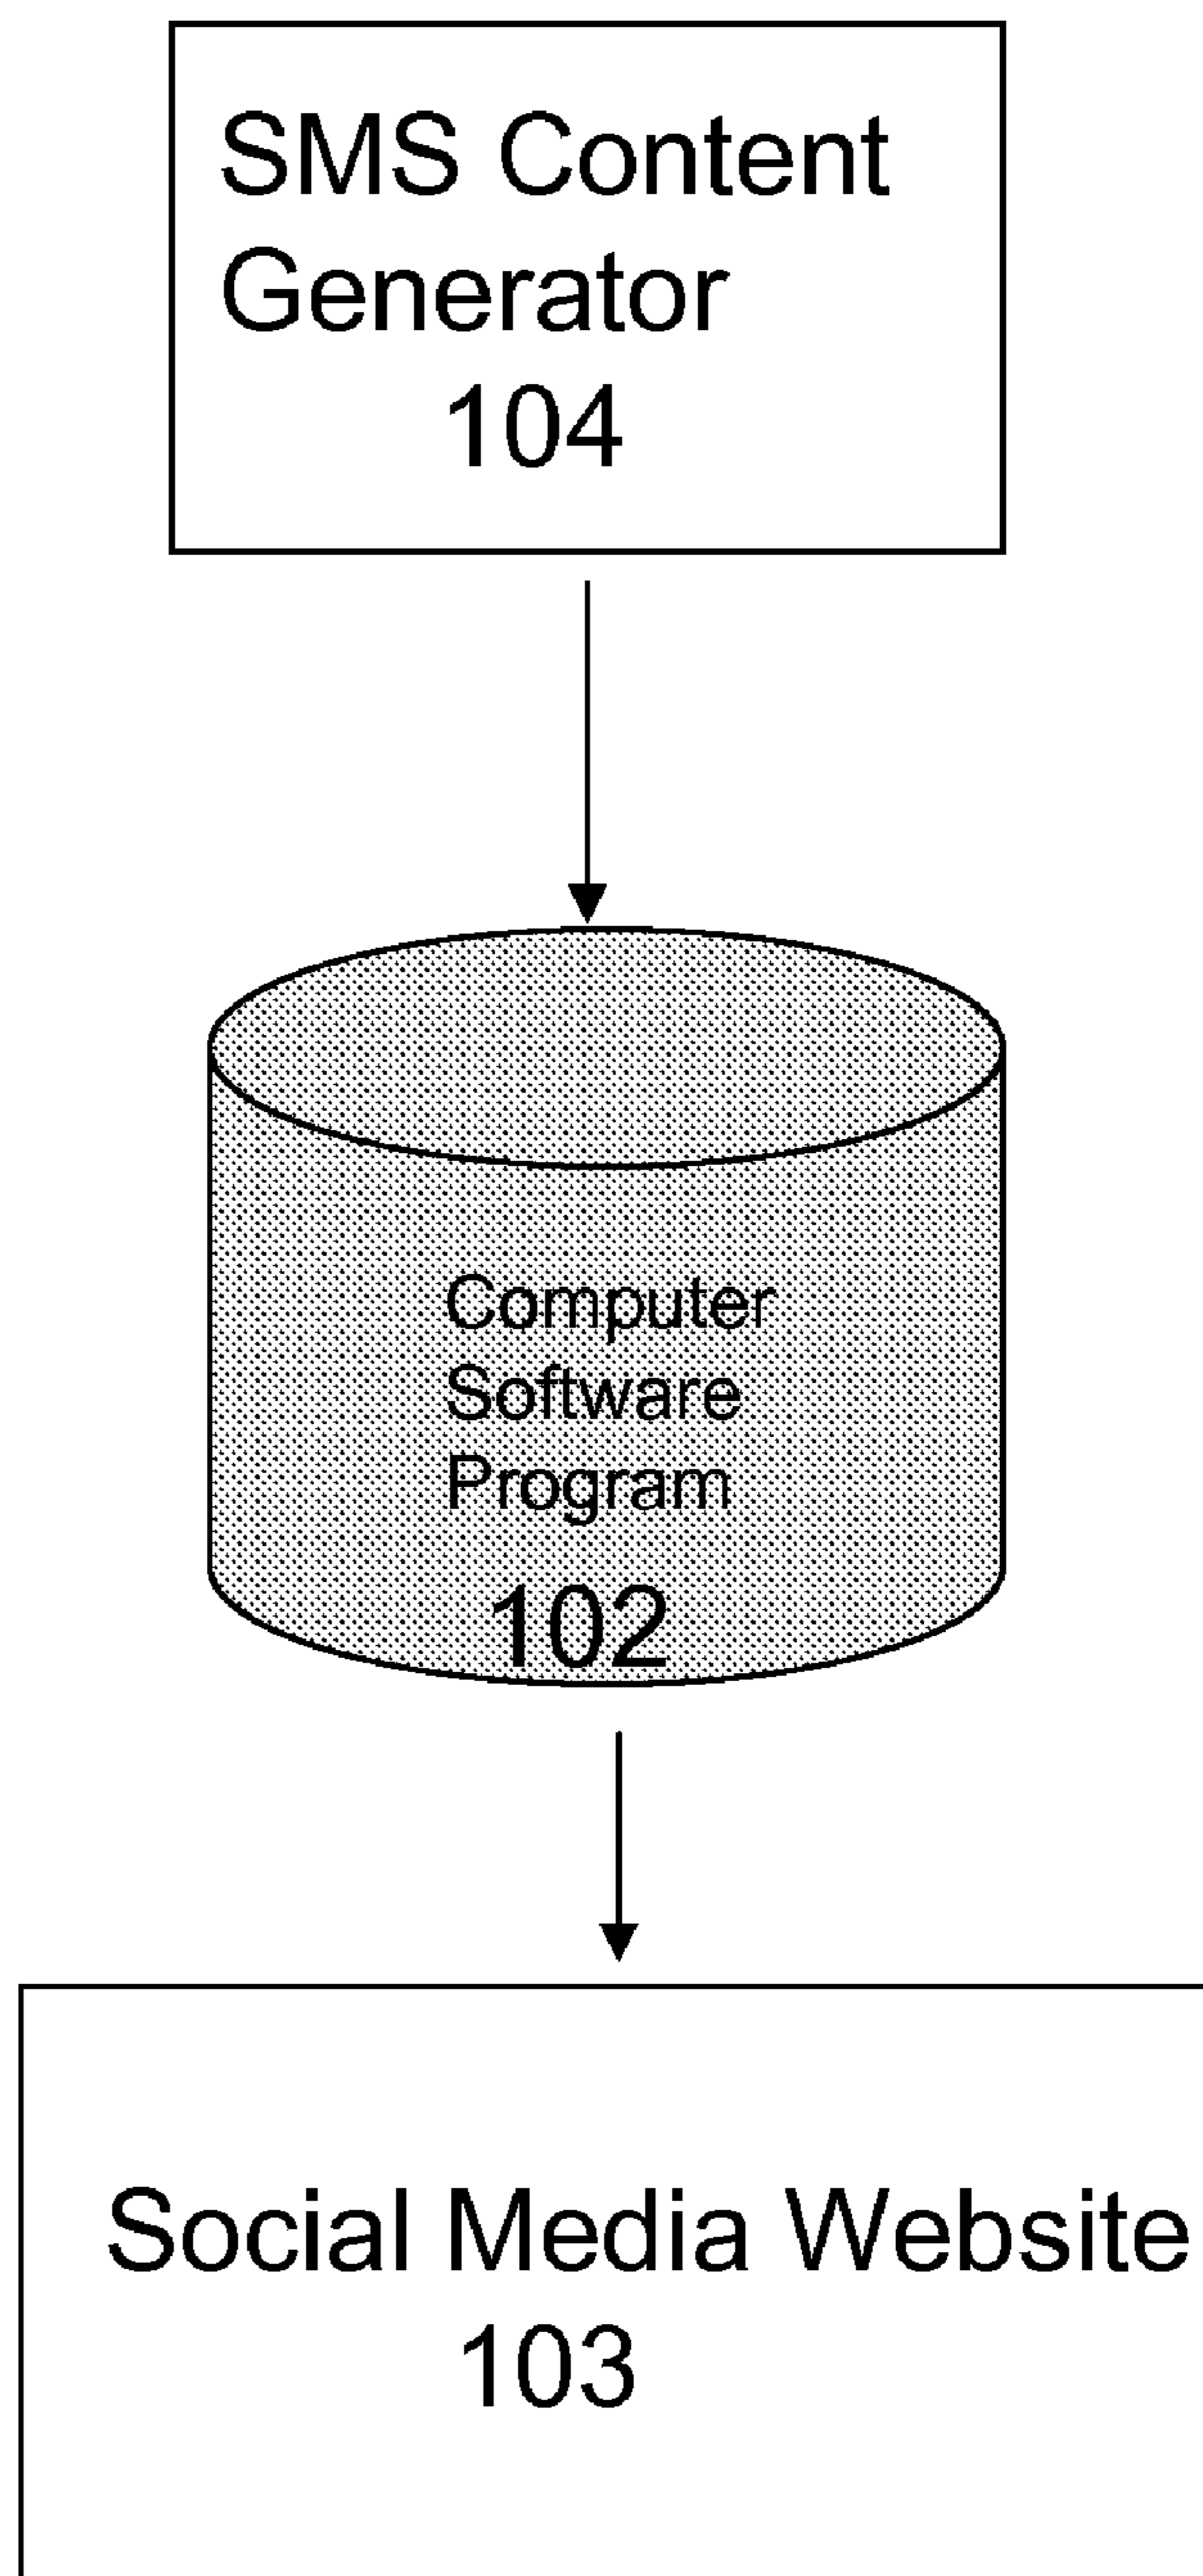 SMS Content
Generator
104
Computer
Software
Program
102
Social Media Website
103